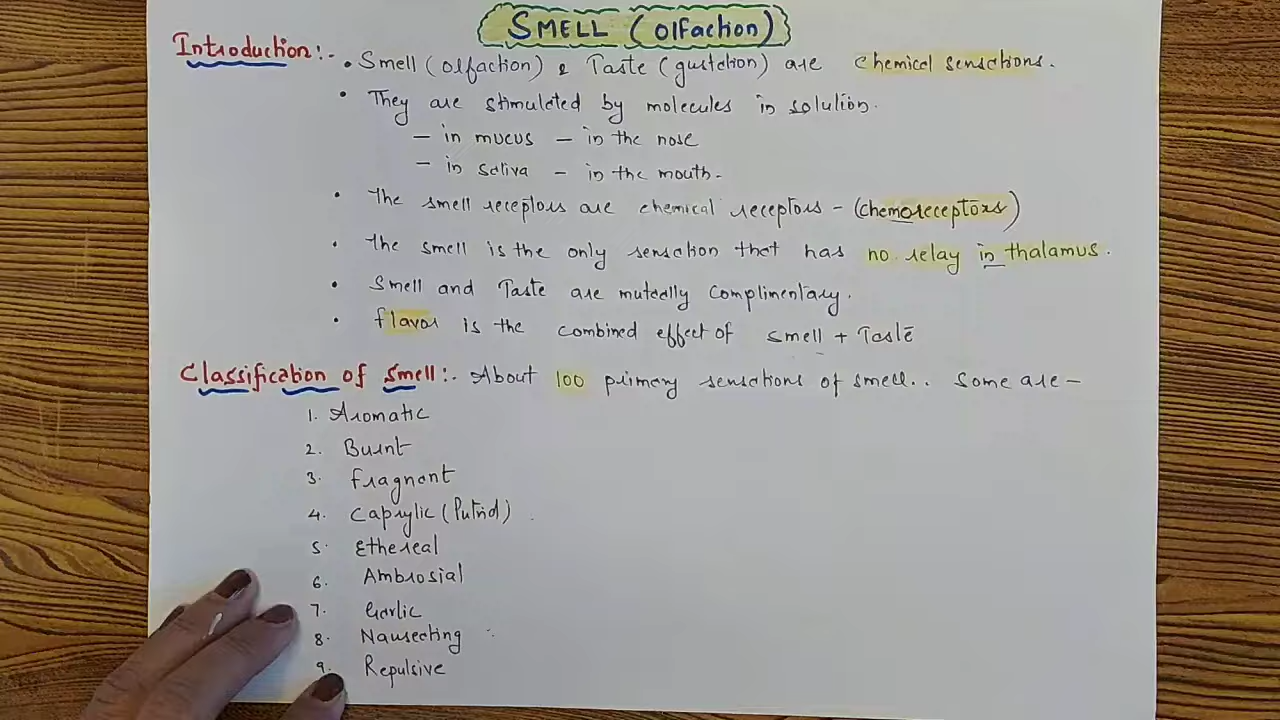 SMELL (Olfaction)
Introduction:-
• Smell (olfaction) & Taste (gustation) are chemical sensations.
• They are stimulated by molecules in solution.
– in mucus – in the nose
– in saliva – in the mouth-
• The smell receptors are chemical receptors – (chemoreceptors)
• The smell is the only sensation that has no relay in thalamus.
• Smell and Taste are mutually complimentary.
• flavor is the combined effect of smell + Taste
Classification of Smell:- About 100 primary sensations of smell.. Some are –
1. Aromatic
2. Burnt
3. fragnant
4. Caprylic (Putrid)
5. Ethereal
6. Ambrosial
7. Garlic
8. Nauseating
9. Repulsive